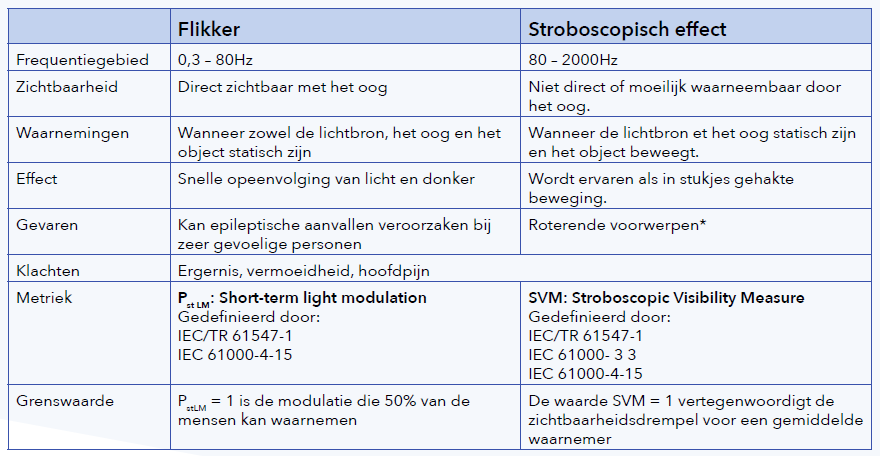 Flikker Stroboscopisch effect
Frequentiegebied 0,3 – 80Hz 80 – 2000Hz
Zichtbaarheid Direct zichtbaar met het oog Niet direct of moeilijk waarneembaar door
het oog.
Waarnemingen Wanneer zowel de lichtbron, het oog en het
object statisch zijn
Wanneer de lichtbron et het oog statisch zijn
en het object beweegt.
Effect Snelle opeenvolging van licht en donker Wordt ervaren als in stukjes gehakte
beweging.
Gevaren Kan epileptische aanvallen veroorzaken bij
zeer gevoelige personen
Roterende voorwerpen*
Klachten Ergernis, vermoeidheid, hoofdpijn
Metriek Pst LM: Short-term light modulation
Gedefinieerd door:
IEC/TR 61547-1
IEC 61000-4-15
SVM: Stroboscopic Visibility Measure
Gedefinieerd door:
IEC/TR 61547-1
IEC 61000- 3 3
IEC 61000-4-15
Grenswaarde PstLM = 1 is de modulatie die 50% van de
mensen kan waarnemen
De waarde SVM = 1 vertegenwoordigt de
zichtbaarheidsdrempel voor een gemiddelde
waarnemer